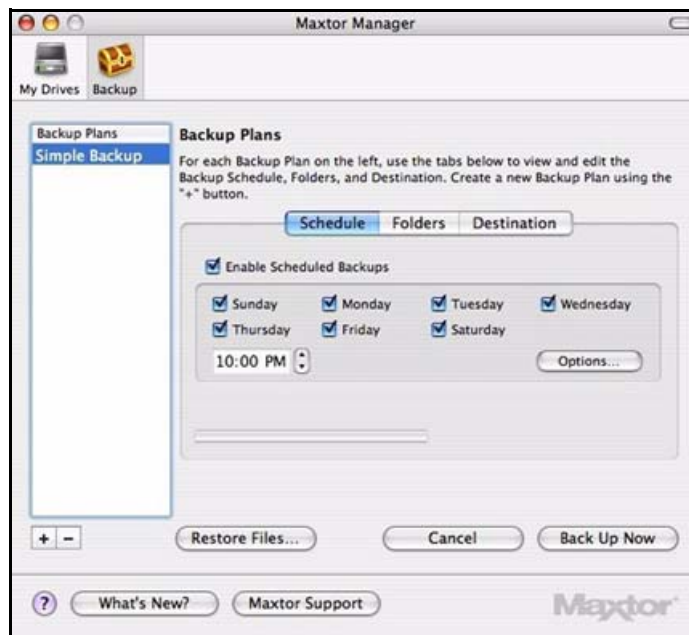 Maxtor Manager
My Drives
Backup
Backup Plans
Simple Backup
Backup Plans
For each Backup Plan on the left, use the tabs below to view and edit the
Backup Schedule, Folders, and Destination. Create a new Backup Plan using the
"+" button.
Schedule Folders Destination
Enable Scheduled Backups
Sunday Monday Tuesday Wednesday
Thursday Friday Saturday
10:00 PM Options...
+ - Restore Files... Cancel Back Up Now
? What's New? Maxtor Support Maxtor